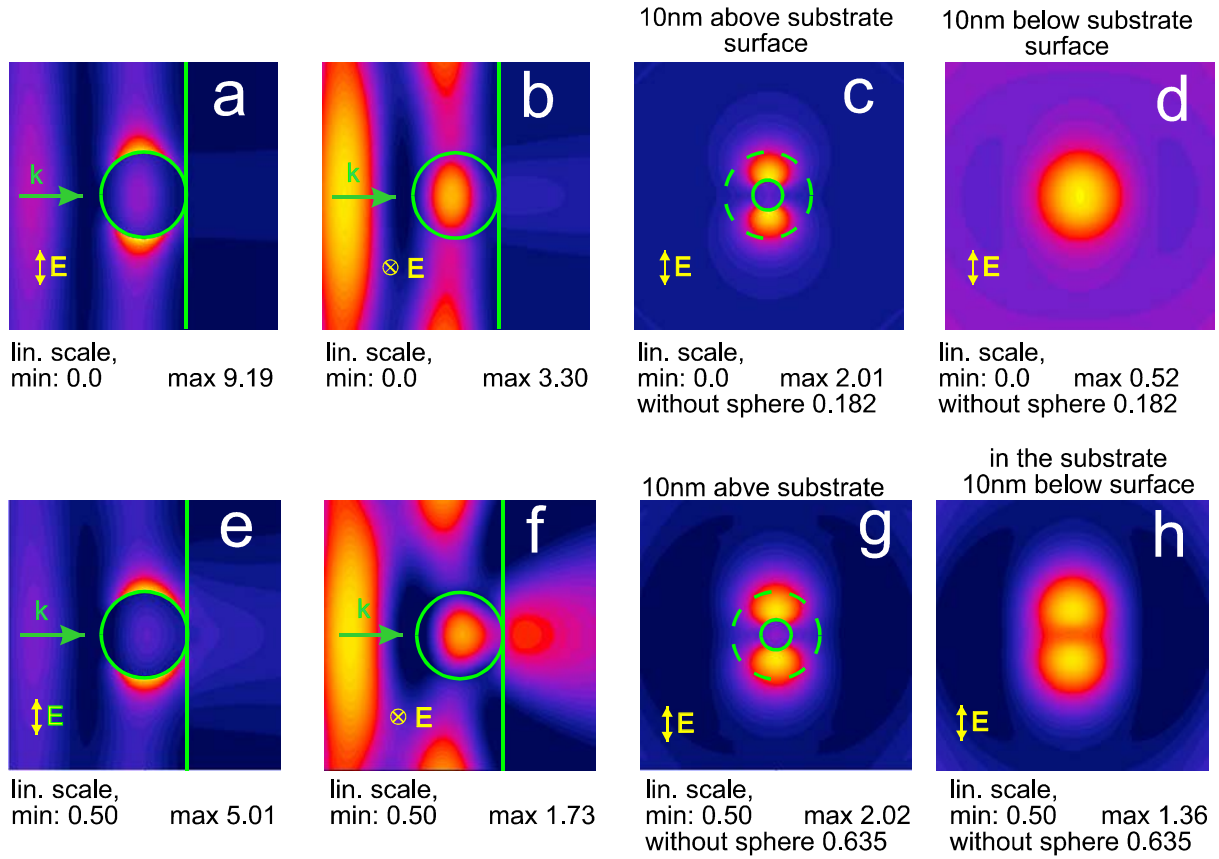 10nm above substrate
surface
10nm below substrate
surface
a
b
c
d
k
k
E
E
E
E
lin. scale,
min: 0.0 max 9.19
lin. scale,
min: 0.0 max 3.30
lin. scale,
min: 0.0 max 2.01
without sphere 0.182
lin. scale,
min: 0.0 max 0.52
without sphere 0.182
10nm abve substrate
in the substrate
10nm below surface
e
f
g
h
k
k
E
E
E
E
lin. scale,
min: 0.50 max 5.01
lin. scale,
min: 0.50 max 1.73
lin. scale,
min: 0.50 max 2.02
without sphere 0.635
lin. scale,
min: 0.50 max 1.36
without sphere 0.635